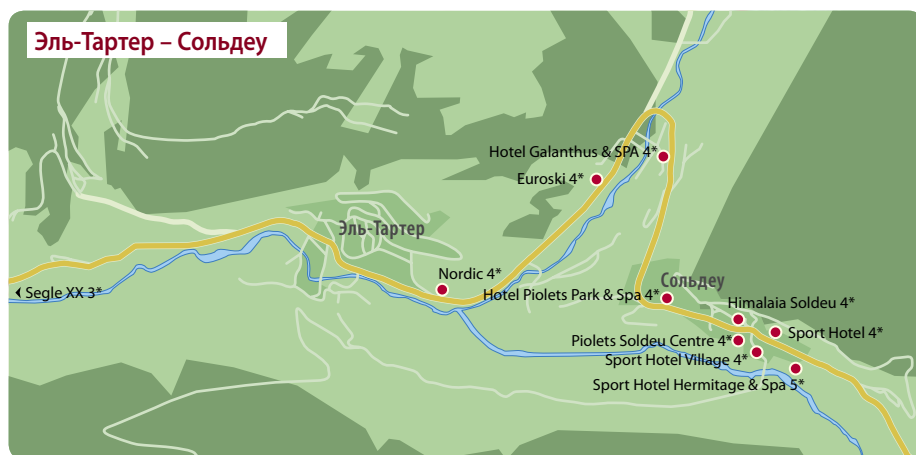 Эль-Тартер – Сольдеу
Hotel Galanthus & SPA 4*
Euroski 4*
Эль-Тартер
Nordic 4*
Сольдеу
Segle XX 3*
Hotel Piolets Park & Spa 4*
Himalaia Soldeu 4*
Sport Hotel 4*
Piolets Soldeu Centre 4*
Sport Hotel Village 4*
Sport Hotel Hermitage & Spa 5*